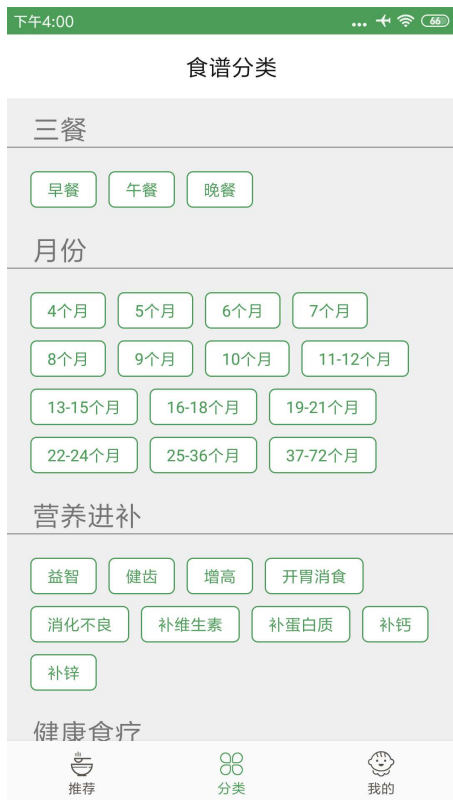 下午4:00 66
食谱分类
三餐
早餐 午餐 晚餐
月份
4个月 5个月 6个月 7个月
8个月 9个月 10个月 11-12个月
13-15个月 16-18个月 19-21个月
22-24个月 25-36个月 37-72个月
营养进补
益智 健齿 增高 开胃消食
消化不良 补维生素 补蛋白质 补钙
补锌
健康食疗
推荐 分类 我的